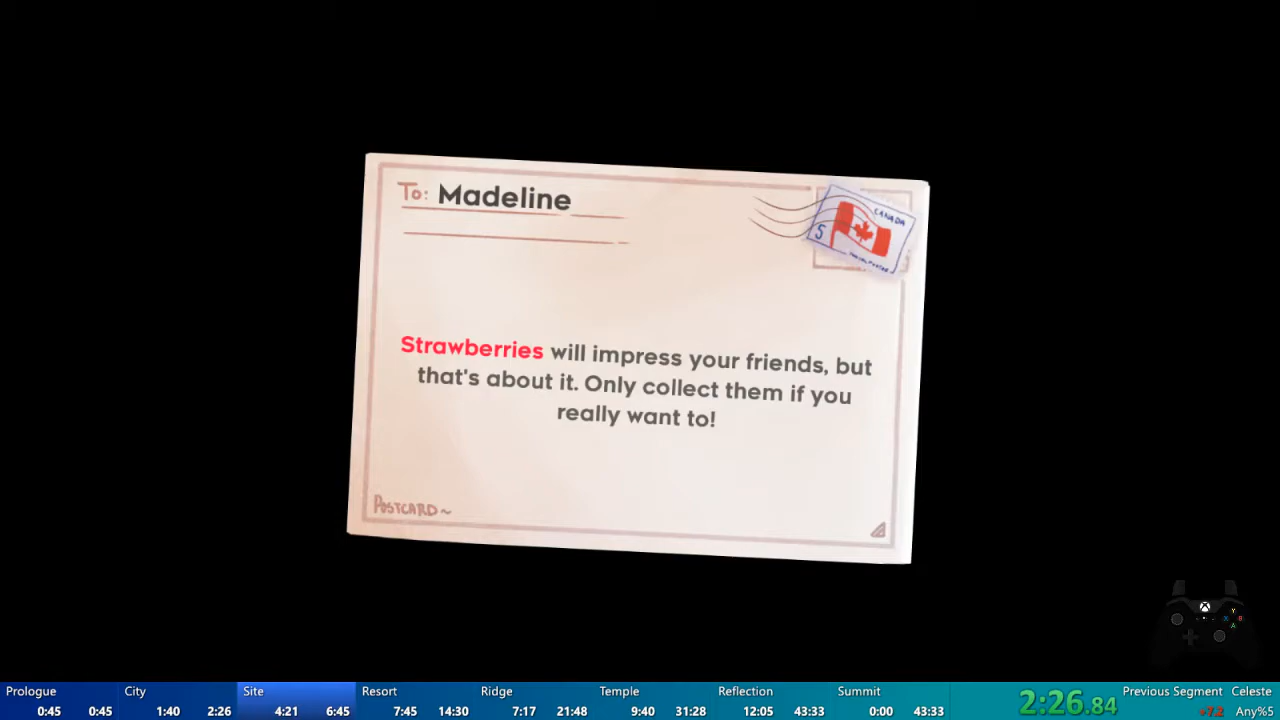 To: Madeline
CANADA
5
Strawberries will impress your friends, but
that's about it. Only collect them if you
really want to!
POSTCARD~
Y
X
B
A
Prologue
0:45 0:45
City
1:40 2:26
Site
4:21 6:45
Resort
7:45 14:30
Ridge
7:17 21:48
Temple
9:40 31:28
Reflection
12:05 43:33
Summit
0:00 43:33
2:26.84
Previous Segment
+7.2
Celeste
Any%5